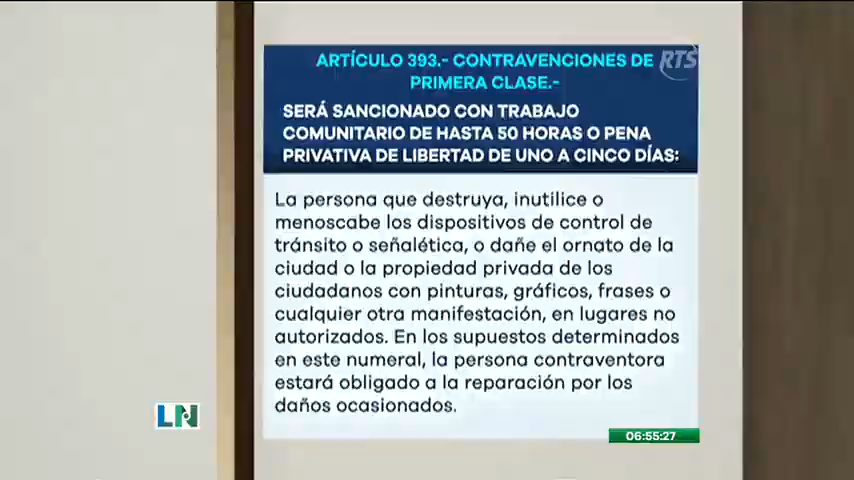 ARTÍCULO 393.- CONTRAVENCIONES DE
PRIMERA CLASE.-
RTS
SERÁ SANCIONADO CON TRABAJO
COMUNITARIO DE HASTA 50 HORAS O PENA
PRIVATIVA DE LIBERTAD DE UNO A CINCO DÍAS:
La persona que destruya, inutilice o
menoscabe los dispositivos de control de
tránsito o señalética, o dañe el ornato de la
ciudad o la propiedad privada de los
ciudadanos con pinturas, gráficos, frases o
cualquier otra manifestación, en lugares no
autorizados. En los supuestos determinados
en este numeral, la persona contraventora
estará obligado a la reparación por los
daños ocasionados.
LN
06:55:27